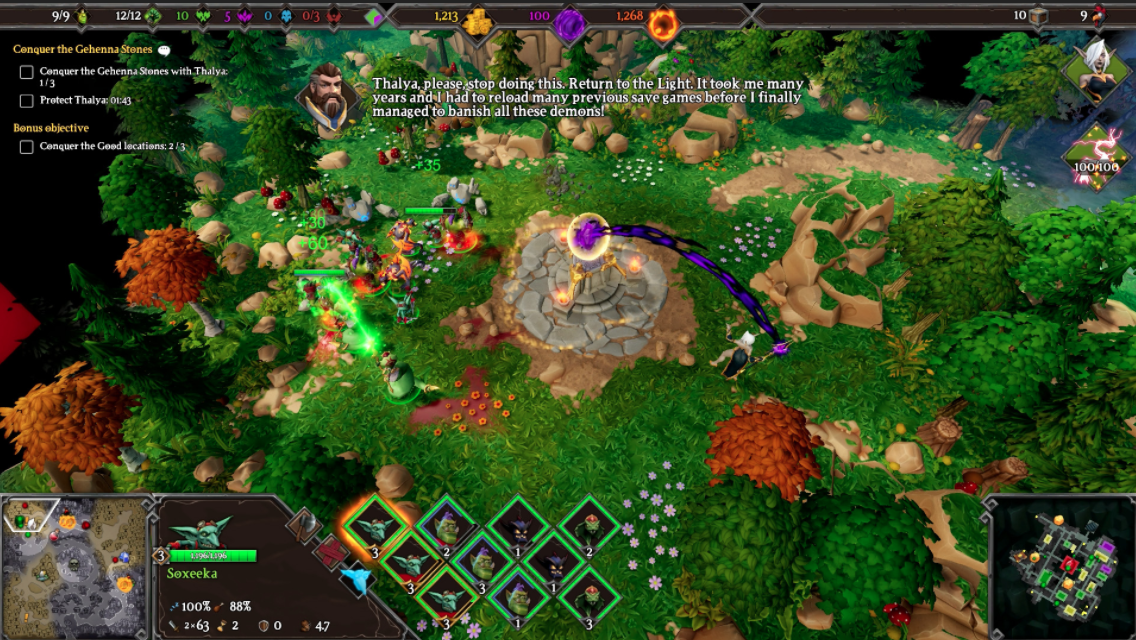 9/9 12/12 10 5 0 0/3 1,213 100 1,268 10 9
Conquer the Gehenna Stones
Conquer the Gehenna Stones with Thalya:
1 / 3
Protect Thalya: 01:43
Bonus objective
Conquer the Good locations: 2 / 3
Thalya, please, stop doing this. Return to the Light. It took me many
years and I had to reload many previous save games before I finally
managed to banish all these demons!
100/100
+35
+30
+60
3 1,196/1,196
Soxeeka
100% 88%
2×63 2 0 4.7
3 2 1 2
3 3 1
3 1 3